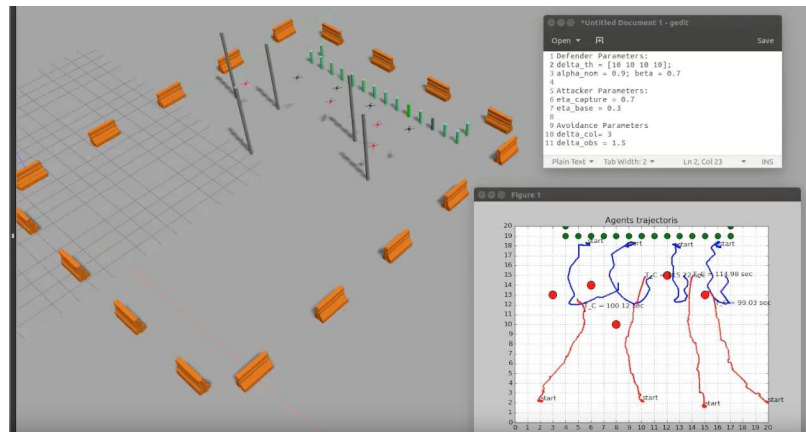 *Untitled Document 1 - gedit
Open Save
1 Defender Parameters:
2 delta_th = [10 10 10 10];
3 alpha_nom = 0.9; beta = 0.7
4
5 Attacker Parameters:
6 eta_capture = 0.7
7 eta_base = 0.3
8
9 Avoidance Parameters
10 delta_col= 3
11 delta_obs = 1.5
Plain Text Tab Width: 2 Ln 2, Col 23 INS
Figure 1
Agents trajectoris
20
19
18
17
16
15
14
13
12
11
10
9
8
7
6
5
4
3
2
1
0
start start start start
= 114.98 sec
= 99.03 sec
T_C = 100.12 sec
start start start start
0 1 2 3 4 5 6 7 8 9 10 11 12 13 14 15 16 17 18 19 20